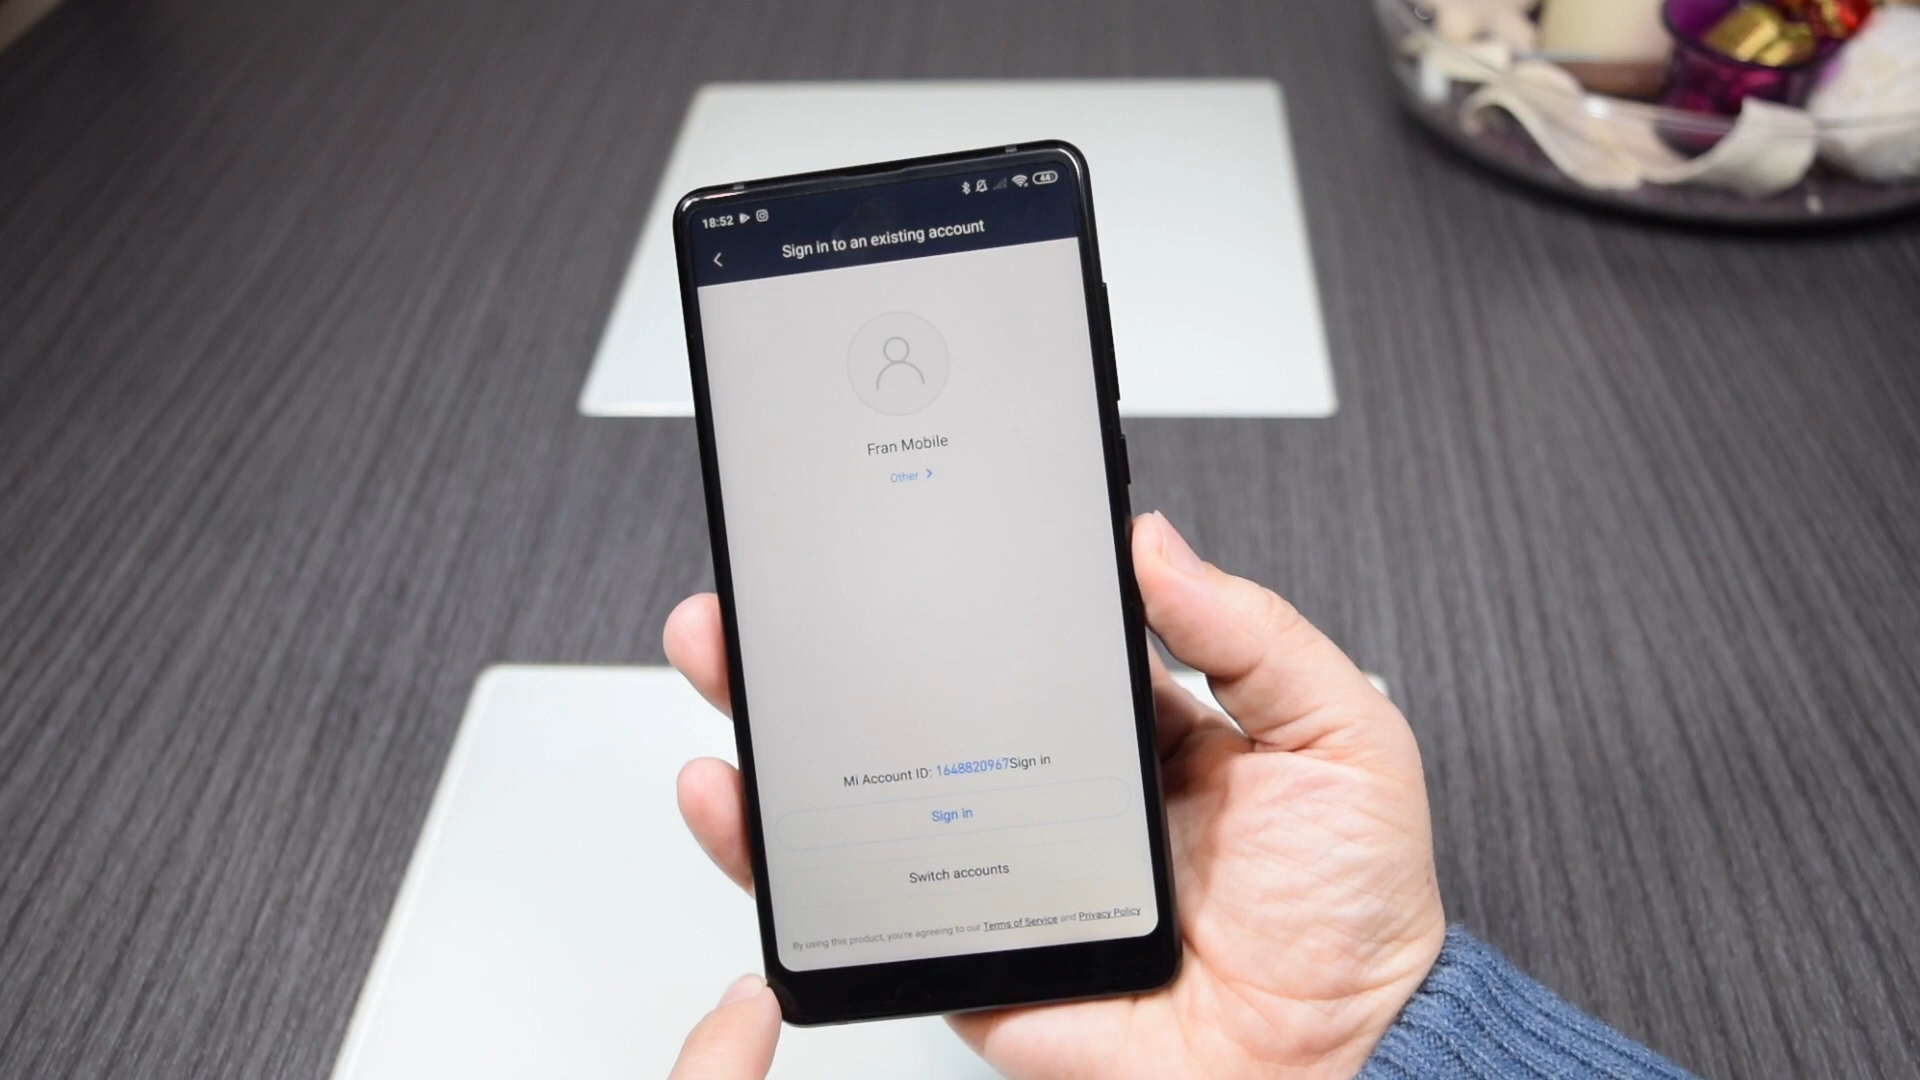 18:52
44
Sign in to an existing account
Fran Mobile
Other
Mi Account ID: 1648820967Sign in
Sign in
Switch accounts
By using this product, you're agreeing to our Terms of Service and Privacy Policy